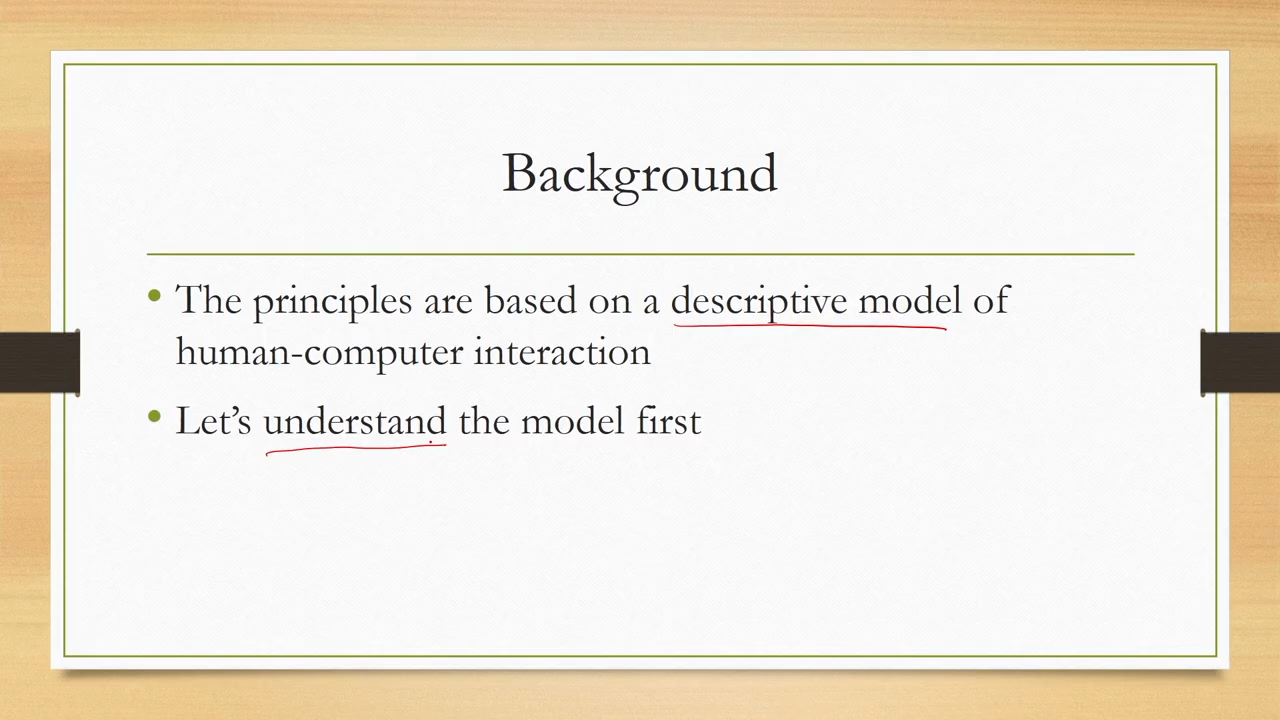 Background
• The principles are based on a descriptive model of
human-computer interaction
• Let’s understand the model first